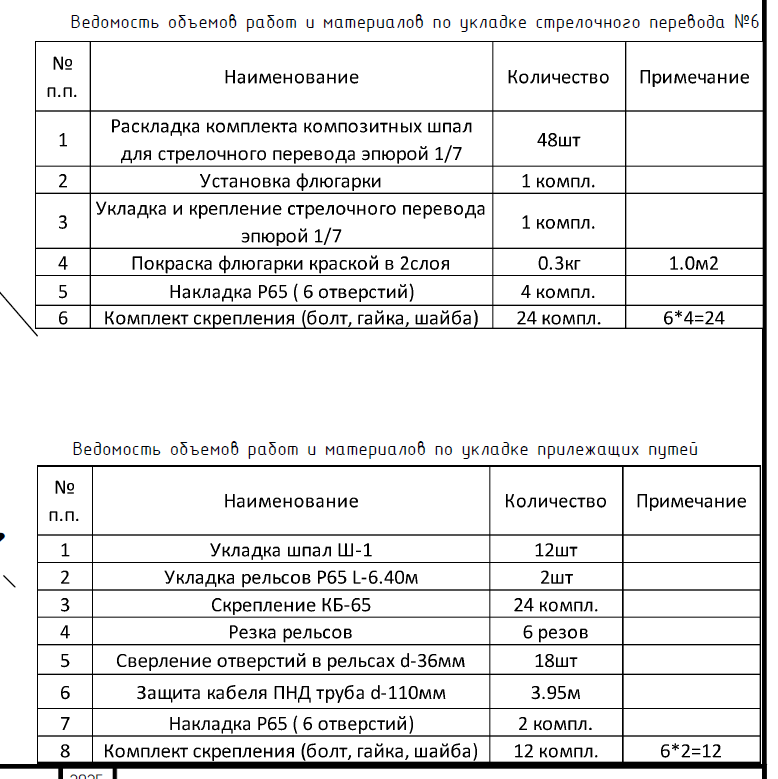 Ведомость объемов работ и материалов по укладке стрелочного перевода №6
№ п.п. Наименование Количество Примечание
1 Раскладка комплекта композитных шпал для стрелочного перевода эпюрой 1/7 48шт
2 Установка флюгарки 1 компл.
3 Укладка и крепление стрелочного перевода эпюрой 1/7 1 компл.
4 Покраска флюгарки краской в 2слоя 0.3кг 1.0м2
5 Накладка Р65 ( 6 отверстий) 4 компл.
6 Комплект скрепления (болт, гайка, шайба) 24 компл. 6*4=24
Ведомость объемов работ и материалов по укладке прилежащих путей
№ п.п. Наименование Количество Примечание
1 Укладка шпал Ш-1 12шт
2 Укладка рельсов Р65 L-6.40м 2шт
3 Скрепление КБ-65 24 компл.
4 Резка рельсов 6 резов
5 Сверление отверстий в рельсах d-36мм 18шт
6 Защита кабеля ПНД труба d-110мм 3.95м
7 Накладка Р65 ( 6 отверстий) 2 компл.
8 Комплект скрепления (болт, гайка, шайба) 12 компл. 6*2=12